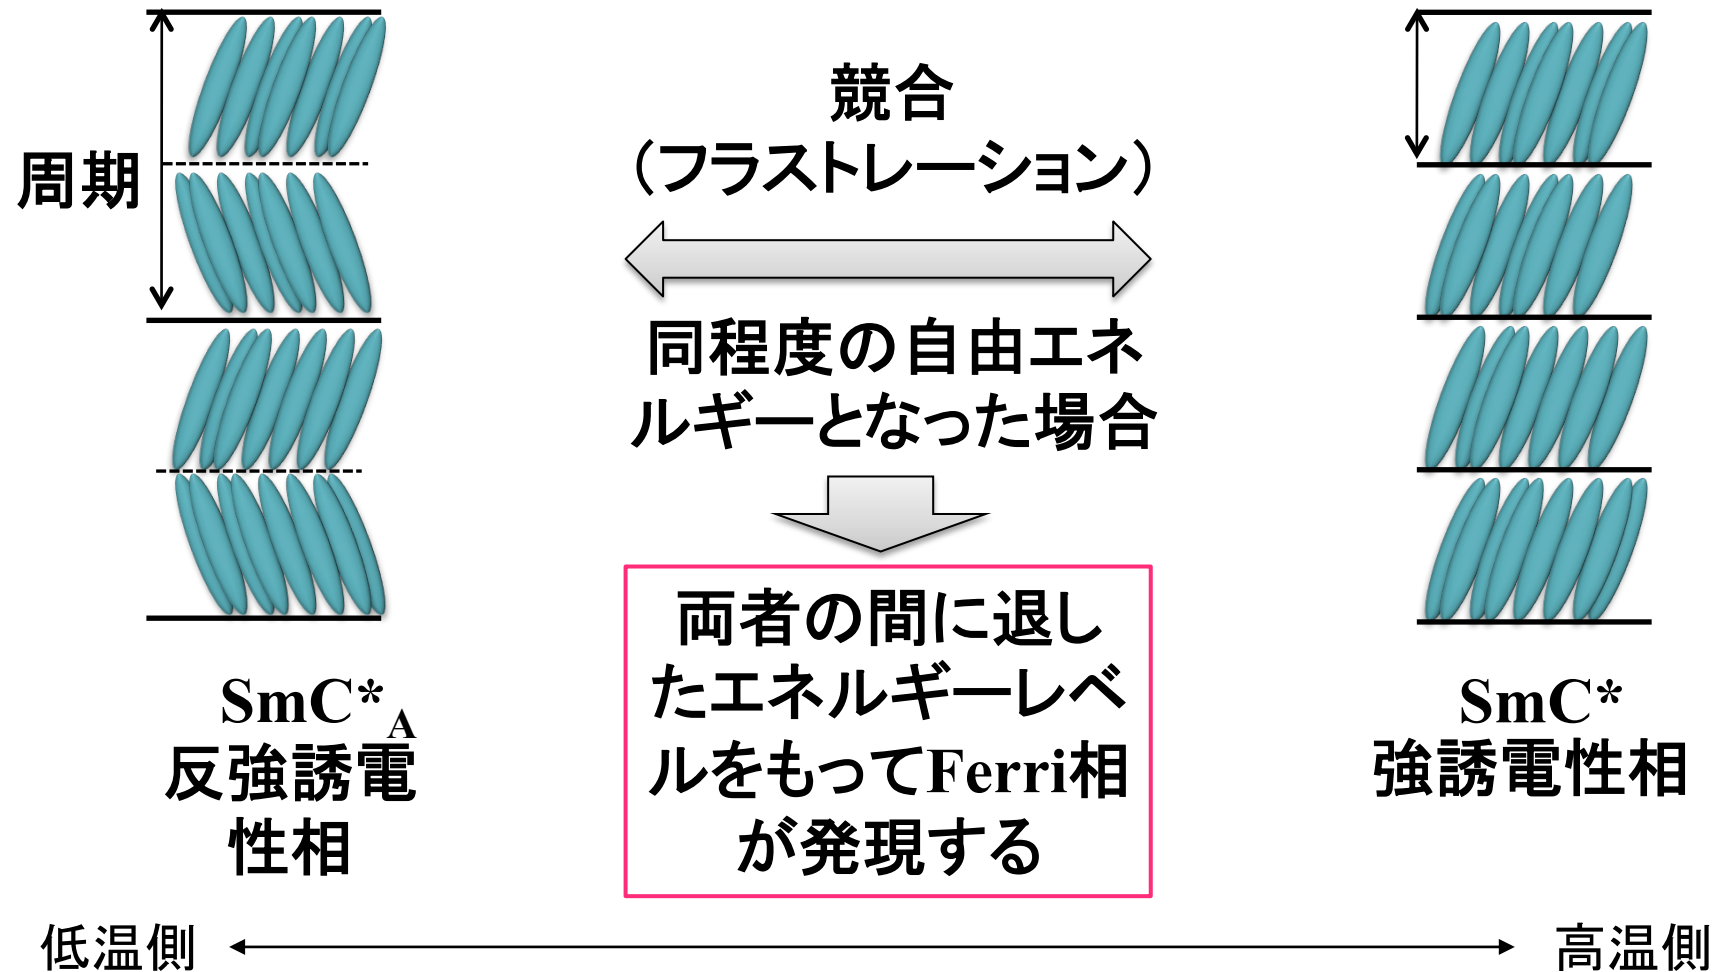 周期
競合
（フラストレーション）
同程度の自由エネ
ルギーとなった場合
両者の間に退し
たエネルギーレベ
ルをもってFerri相
が発現する
SmC*A
反強誘電
性相
SmC*
強誘電性相
低温側
高温側